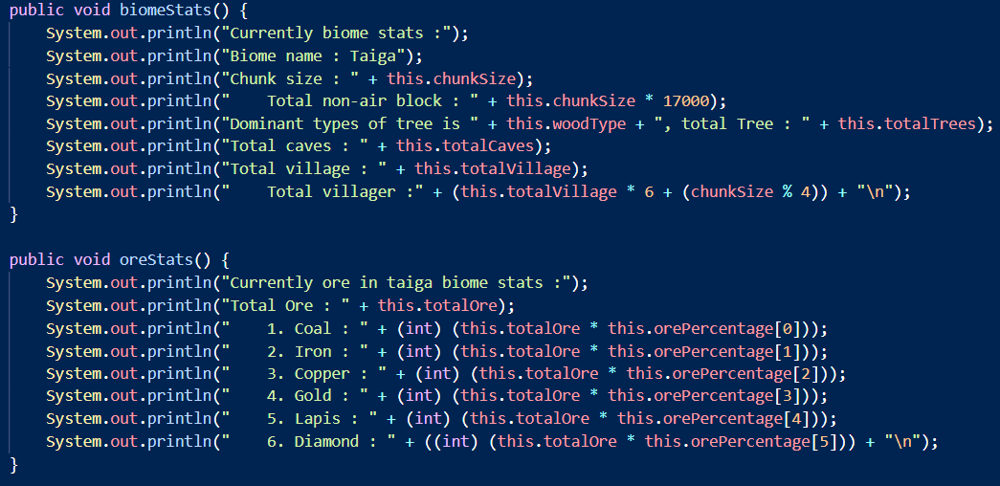 public void biomeStats() {
    System.out.println("Currently biome stats :");
    System.out.println("Biome name : Taiga");
    System.out.println("Chunk size : " + this.chunkSize);
    System.out.println("    Total non-air block : " + this.chunkSize * 17000);
    System.out.println("Dominant types of tree is " + this.woodType + ", total Tree : " + this.totalTrees);
    System.out.println("Total caves : " + this.totalCaves);
    System.out.println("Total village : " + this.totalVillage);
    System.out.println("    Total villager :" + (this.totalVillage * 6 + (chunkSize % 4)) + "\n");
}

public void oreStats() {
    System.out.println("Currently ore in taiga biome stats :");
    System.out.println("Total Ore : " + this.totalOre);
    System.out.println("    1. Coal : " + (int) (this.totalOre * this.orePercentage[0]));
    System.out.println("    2. Iron : " + (int) (this.totalOre * this.orePercentage[1]));
    System.out.println("    3. Copper : " + (int) (this.totalOre * this.orePercentage[2]));
    System.out.println("    4. Gold : " + (int) (this.totalOre * this.orePercentage[3]));
    System.out.println("    5. Lapis : " + (int) (this.totalOre * this.orePercentage[4]));
    System.out.println("    6. Diamond : " + ((int) (this.totalOre * this.orePercentage[5])) + "\n");
}